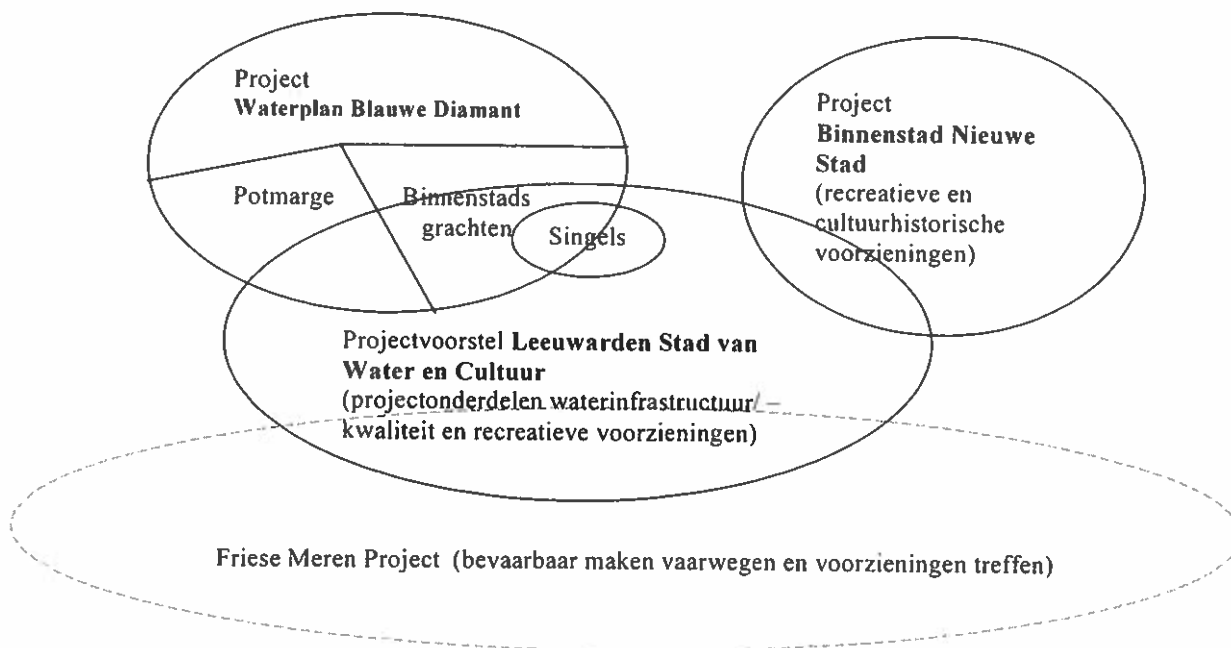 Project
Waterplan Blauwe Diamant
Potmarge
Binnenstads
grachten
Singels
Project
Binnenstad Nieuwe
Stad
(recreatieve en
cultuurhistorische
voorzieningen)
Projectvoorstel Leeuwarden Stad van
Water en Cultuur
(projectonderdelen waterinfrastructuur/ –
kwaliteit en recreatieve voorzieningen)
Friese Meren Project (bevaarbaar maken vaarwegen en voorzieningen treffen)